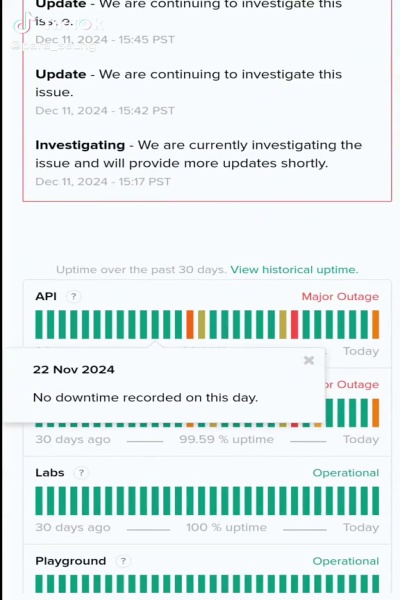 Update - We are continuing to investigate this
issue.
Dec 11, 2024 - 15:45 PST
Update - We are continuing to investigate this
issue.
Dec 11, 2024 - 15:42 PST
Investigating - We are currently investigating the
issue and will provide more updates shortly.
Dec 11, 2024 - 15:17 PST
Uptime over the past 30 days. View historical uptime.
API ? Major Outage
Today
22 Nov 2024
No downtime recorded on this day.
or Outage
30 days ago 99.59 % uptime Today
Labs ? Operational
30 days ago 100 % uptime Today
Playground ? Operational